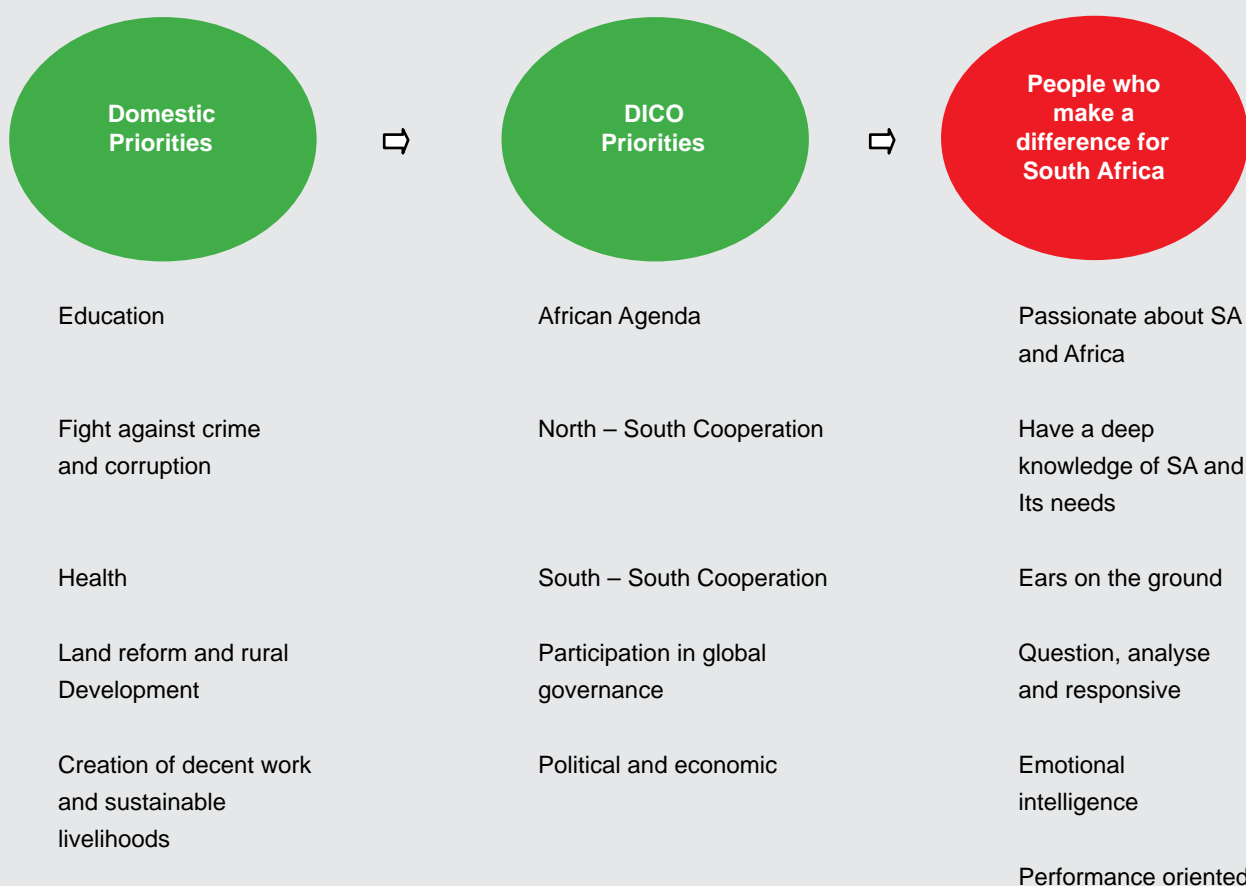 Domestic
Priorities
DICO
Priorities
People who
make a
difference for
South Africa
Education
Fight against crime
and corruption
Health
Land reform and rural
Development
Creation of decent work
and sustainable
livelihoods
African Agenda
North – South Cooperation
South – South Cooperation
Participation in global
governance
Political and economic
Passionate about SA
and Africa
Have a deep
knowledge of SA and
Its needs
Ears on the ground
Question, analyse
and responsive
Emotional
intelligence
Performance oriented